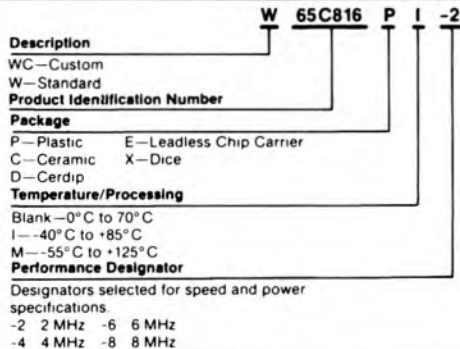 W 65C816 P I -2
Description
WC—Custom
W—Standard
Product Identification Number
Package
P—Plastic E—Leadless Chip Carrier
C—Ceramic X—Dice
D—Cerdip
Temperature/Processing
Blank—0°C to 70°C
I—-40°C to +85°C
M—-55°C to +125°C
Performance Designator
Designators selected for speed and power
specifications.
-2 2 MHz -6 6 MHz
-4 4 MHz -8 8 MHz